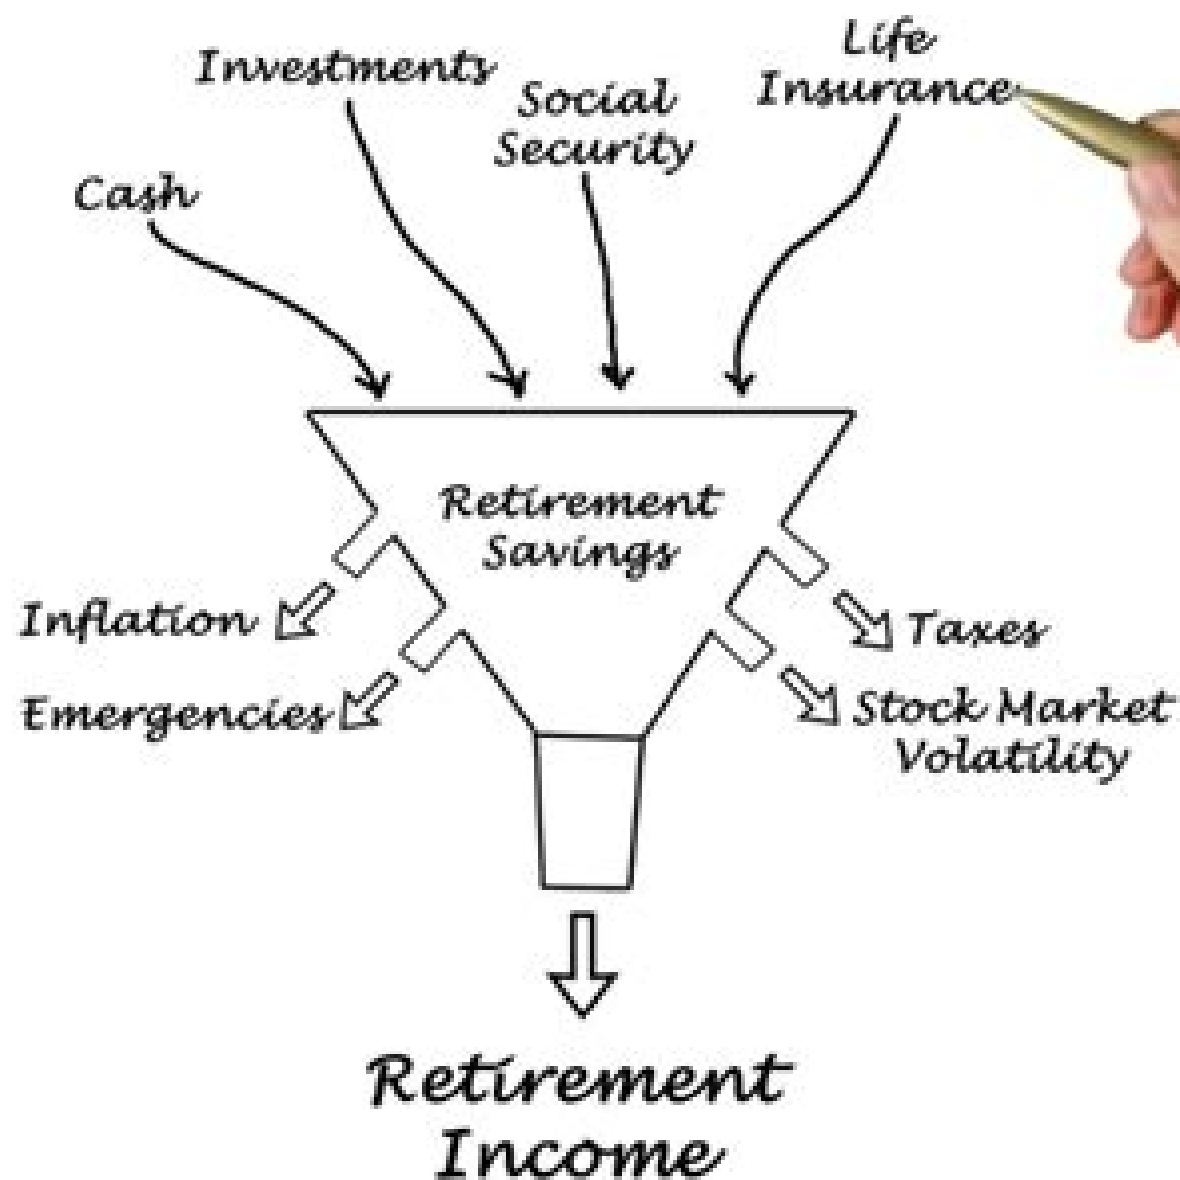 Life
Insurance
Investments
Social
Security
Cash
Retirement
Savings
Inflation
Taxes
Emergencies
Stock Market
Volatility
Retirement
Income